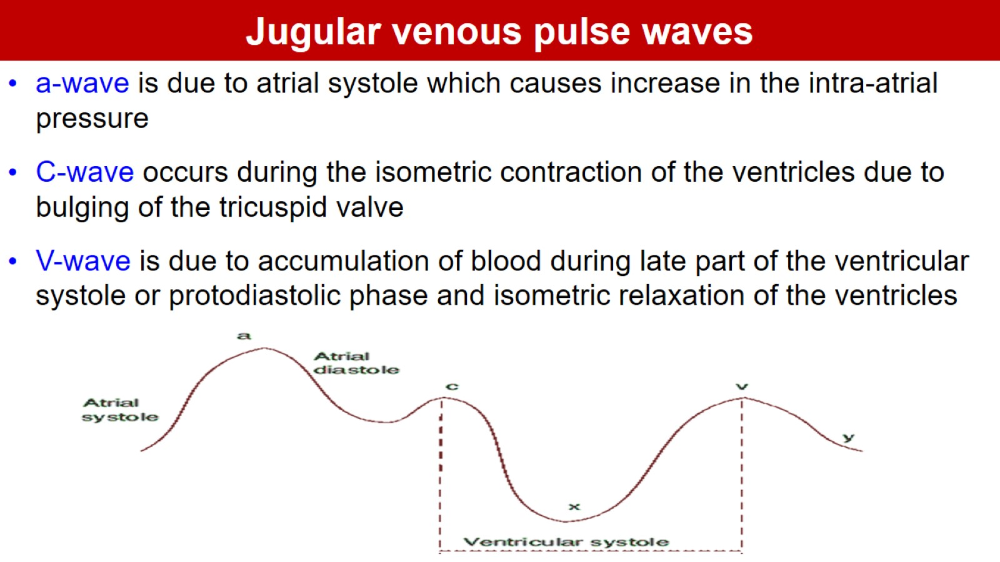 Jugular venous pulse waves
• a-wave is due to atrial systole which causes increase in the intra-atrial
pressure
• C-wave occurs during the isometric contraction of the ventricles due to
bulging of the tricuspid valve
• V-wave is due to accumulation of blood during late part of the ventricular
systole or protodiastolic phase and isometric relaxation of the ventricles
a
Atrial
diastole
c
v
Atrial
systole
y
x
Ventricular systole